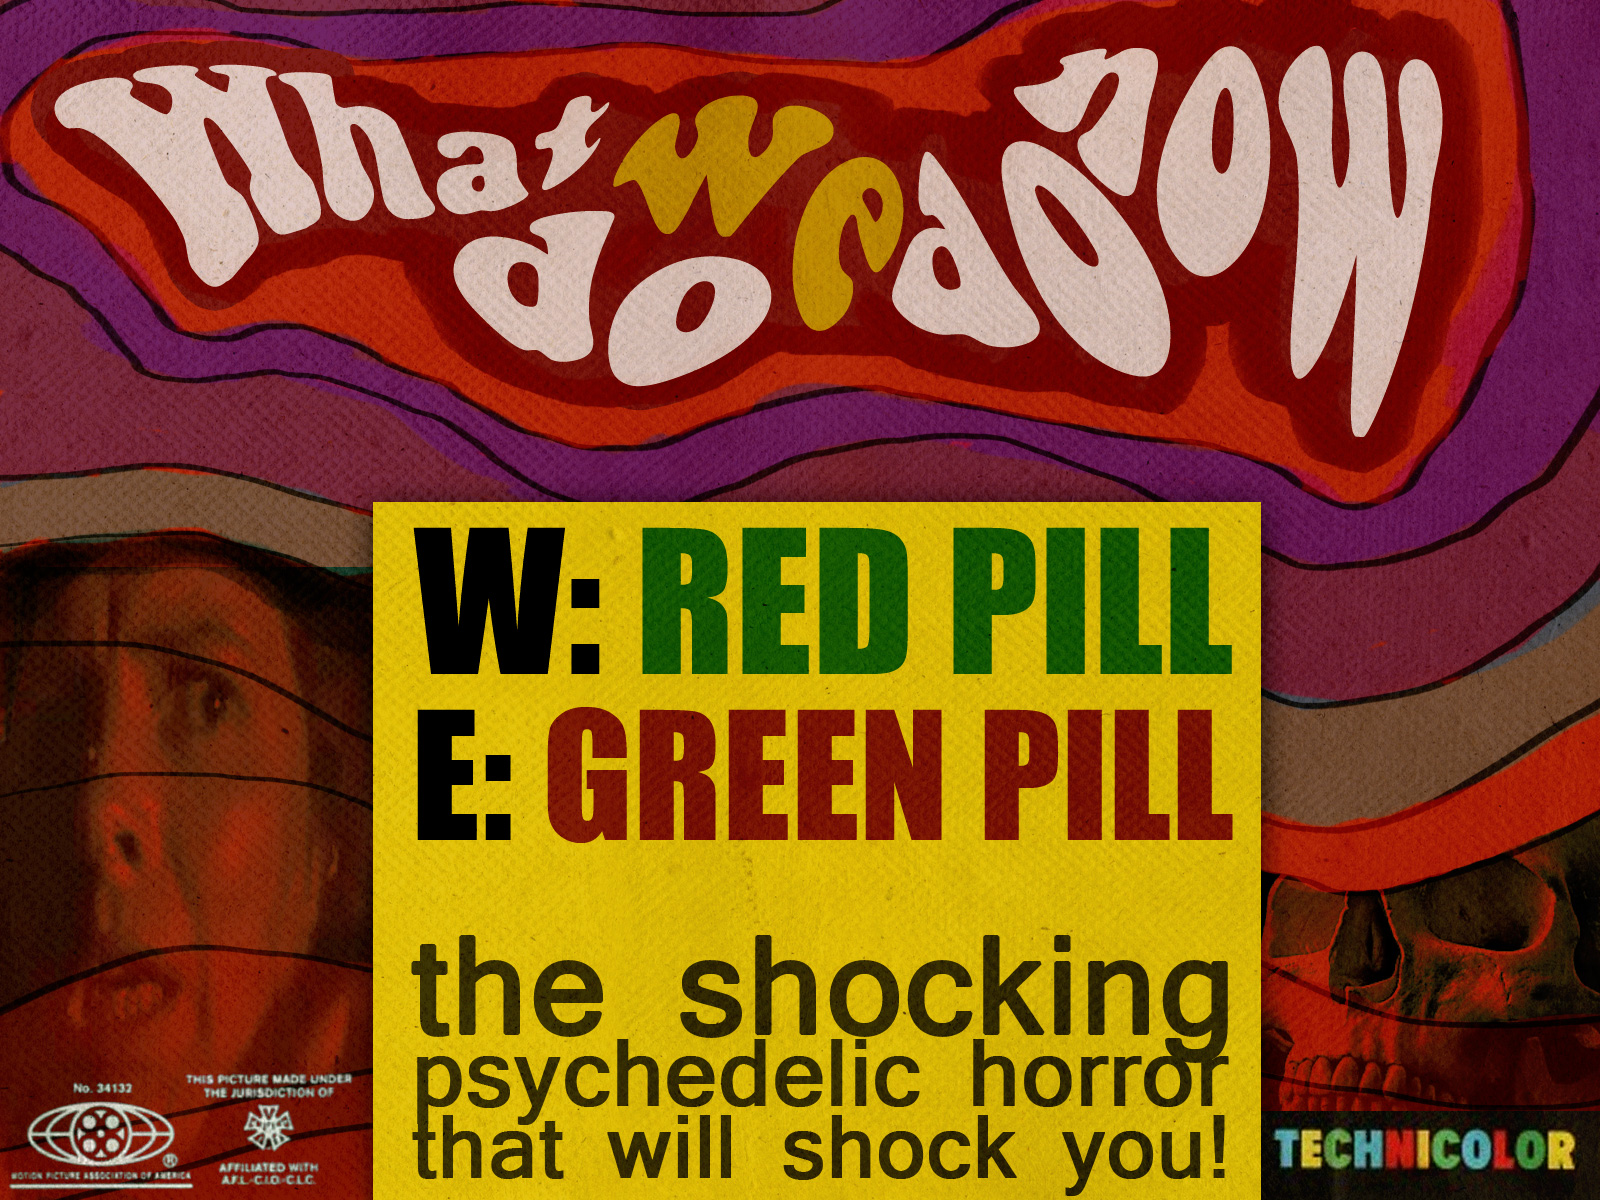 What we now
do do
W: RED PILL
E: GREEN PILL
the shocking
psychedelic horror
that will shock you!
No. 34132
MOTION PICTURE ASSOCIATION OF AMERICA
®
THIS PICTURE MADE UNDER
THE JURISDICTION OF
AFFILIATED WITH
A.F.L.-C.I.O.-C.L.C.
TECHNICOLOR